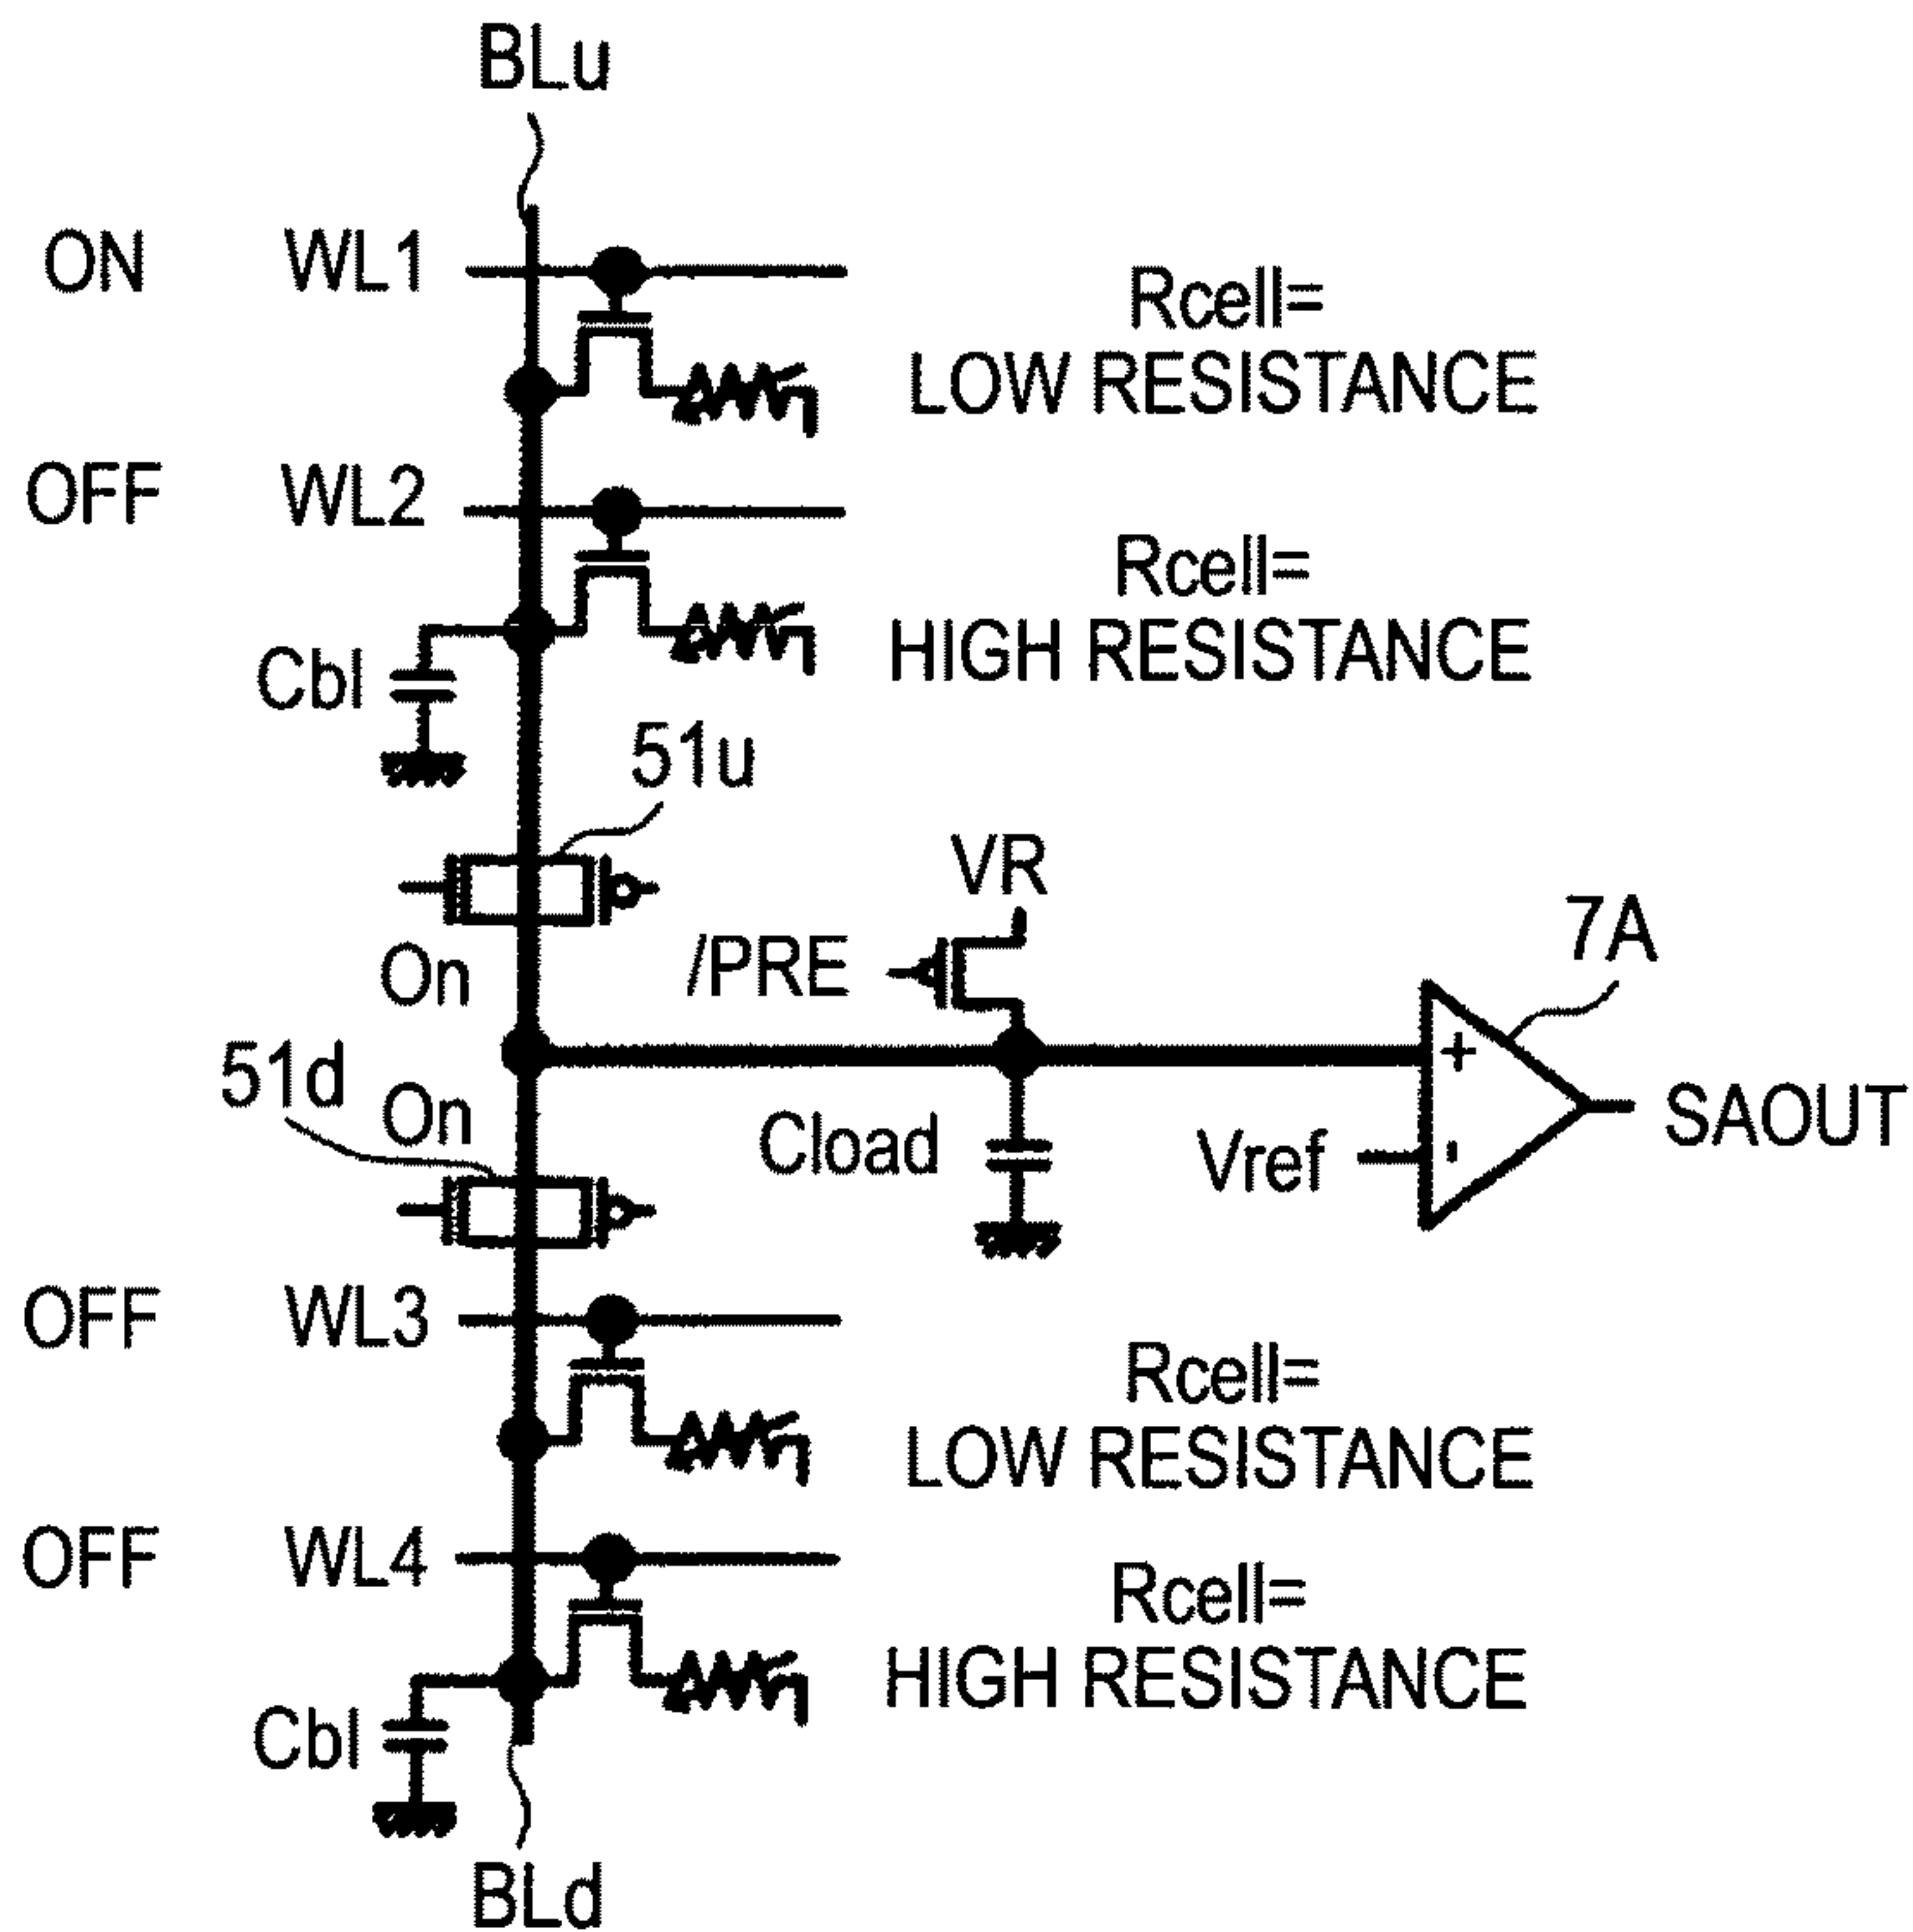 BLu
ON WL1
Rcell=
LOW RESISTANCE
OFF WL2
Rcell=
HIGH RESISTANCE
Cbl
51u
VR
7A
/PRE
On
+
51d
On
Cload
Vref
-
SAOUT
OFF WL3
Rcell=
LOW RESISTANCE
OFF WL4
Rcell=
HIGH RESISTANCE
Cbl
BLd